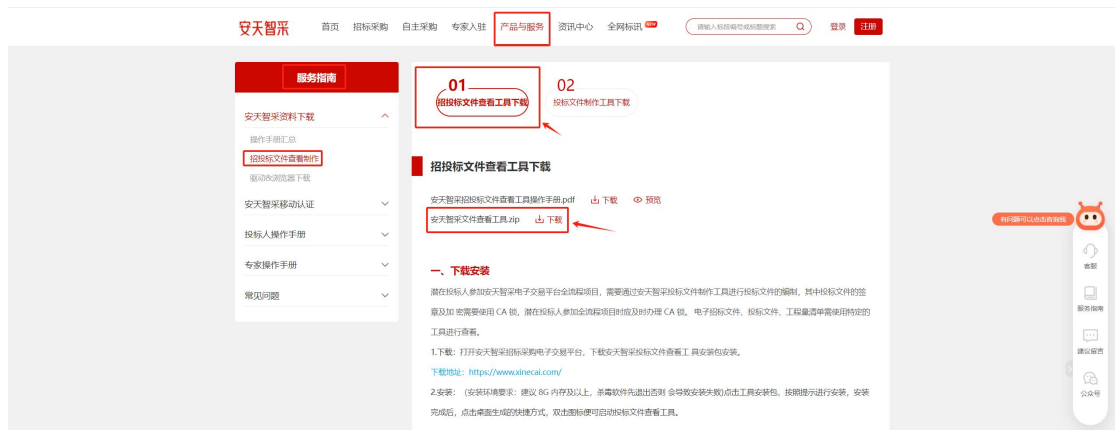 安天智采 首页 招标采购 自主采购 专家入驻 产品与服务 资讯中心 全网标讯 NEW 请输入标段编号或标题搜索 登录 注册
服务指南
安天智采资料下载
操作手册汇总
招投标文件查看制作
驱动&浏览器下载
安天智采移动认证
投标人操作手册
专家操作手册
常见问题
01
招投标文件查看工具下载
02
投标文件制作工具下载
招投标文件查看工具下载
安天智采招投标文件查看工具操作手册.pdf 下载 预览
安天智采文件查看工具.zip 下载
一、下载安装
潜在投标人参加安天智采电子交易平台全流程项目，需要通过安天智采投标文件制作工具进行投标文件的编制，其中投标文件的签
章及加 密需要使用 CA 锁，潜在投标人参加全流程项目时应及时办理 CA 锁。 电子招标文件、投标文件、工程量清单需使用特定的
工具进行查看。
1.下载：打开安天智采招标采购电子交易平台，下载安天智采投标文件查看工 具安装包安装。
下载地址：https://www.xinecai.com/
2.安装：（安装环境要求：建议 8G 内存及以上，杀毒软件先退出否则 会导致安装失败)点击工具安装包，按照提示进行安装，安装
完成后，点击桌面生成的快捷方式，双击图标便可启动投标文件查看工具。
有问题可以点击咨询我
客服
服务指南
建议留言
公众号